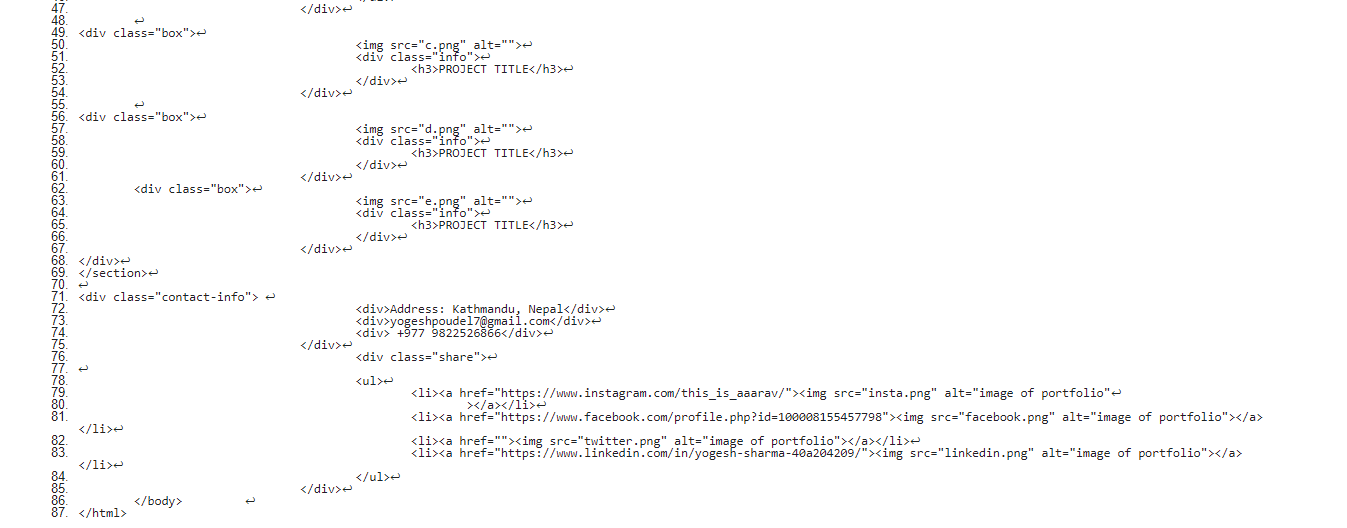 47. </div>↩
48. ↩
49. <div class="box">↩
50. <img src="c.png" alt="">↩
51. <div class="info">↩
52. <h3>PROJECT TITLE</h3>↩
53. </div>↩
54. </div>↩
55. ↩
56. <div class="box">↩
57. <img src="d.png" alt="">↩
58. <div class="info">↩
59. <h3>PROJECT TITLE</h3>↩
60. </div>↩
61. </div>↩
62. <div class="box">↩
63. <img src="e.png" alt="">↩
64. <div class="info">↩
65. <h3>PROJECT TITLE</h3>↩
66. </div>↩
67. </div>↩
68. </div>↩
69. </section>↩
70. ↩
71. <div class="contact-info"> ↩
72. <div>Address: Kathmandu, Nepal</div>↩
73. <div>yogeshpoudel7@gmail.com</div>↩
74. <div> +977 9822526866</div>↩
75. </div>↩
76. <div class="share">↩
77. ↩
78. <ul>↩
79. <li><a href="https://www.instagram.com/this_is_aaarav/"><img src="insta.png" alt="image of portfolio"↩
80. ></a></li>↩
81. <li><a href="https://www.facebook.com/profile.php?id=100008155457798"><img src="facebook.png" alt="image of portfolio"></a>
</li>↩
82. <li><a href=""><img src="twitter.png" alt="image of portfolio"></a></li>↩
83. <li><a href="https://www.linkedin.com/in/yogesh-sharma-40a204209/"><img src="linkedin.png" alt="image of portfolio"></a>
</li>↩
84. </ul>↩
85. </div>↩
86. </body> ↩
87. </html>